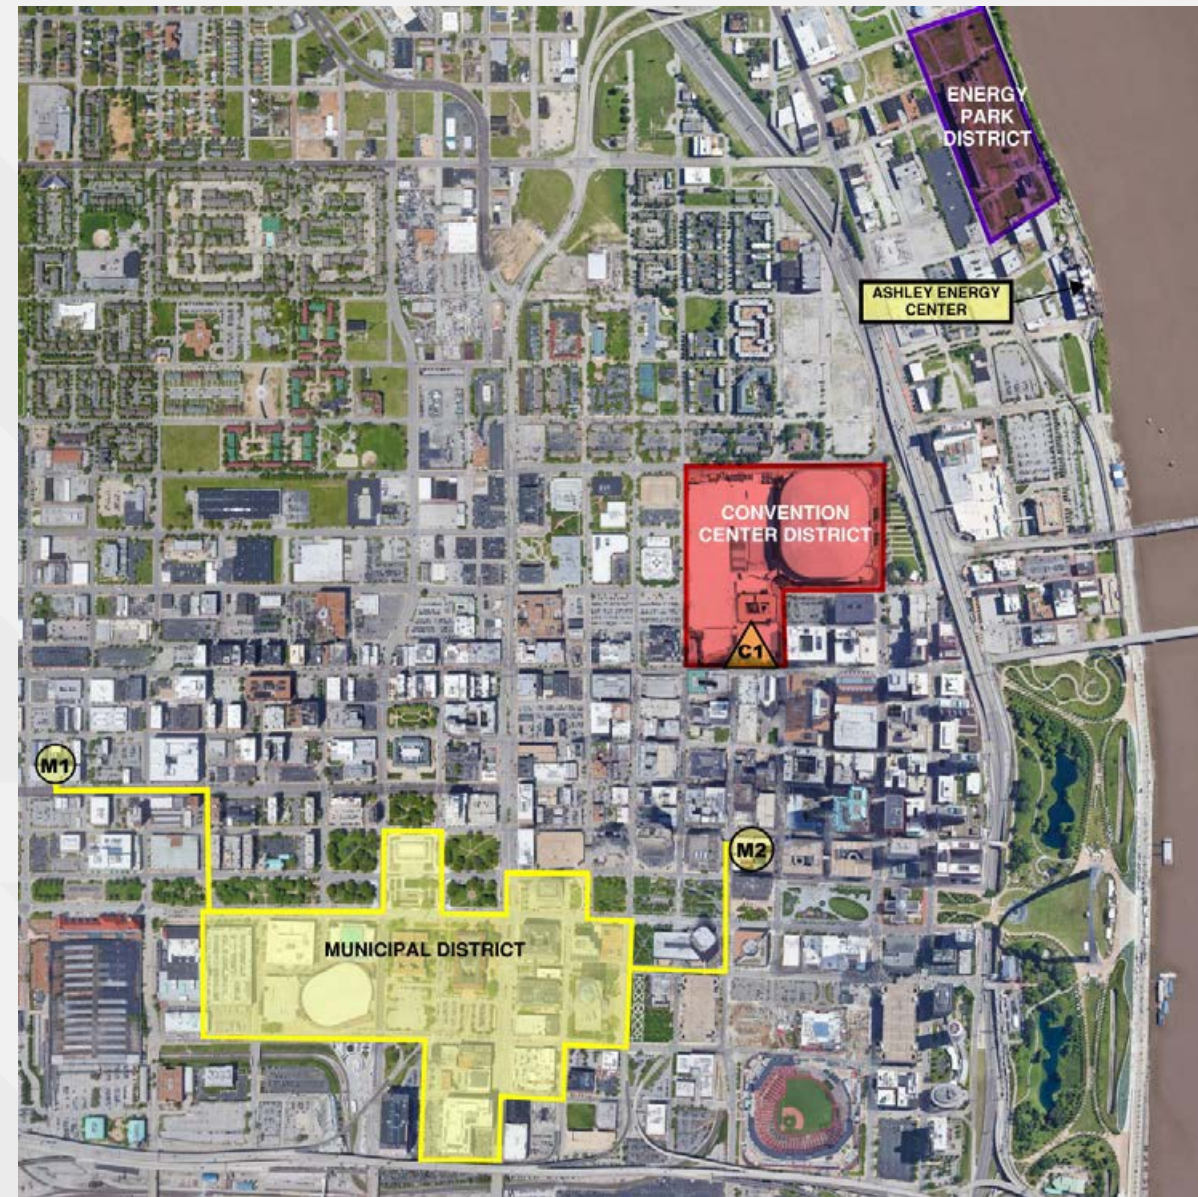 ENERGY
PARK
DISTRICT
ASHLEY ENERGY
CENTER
CONVENTION
CENTER DISTRICT
C1
M1
M2
MUNICIPAL DISTRICT